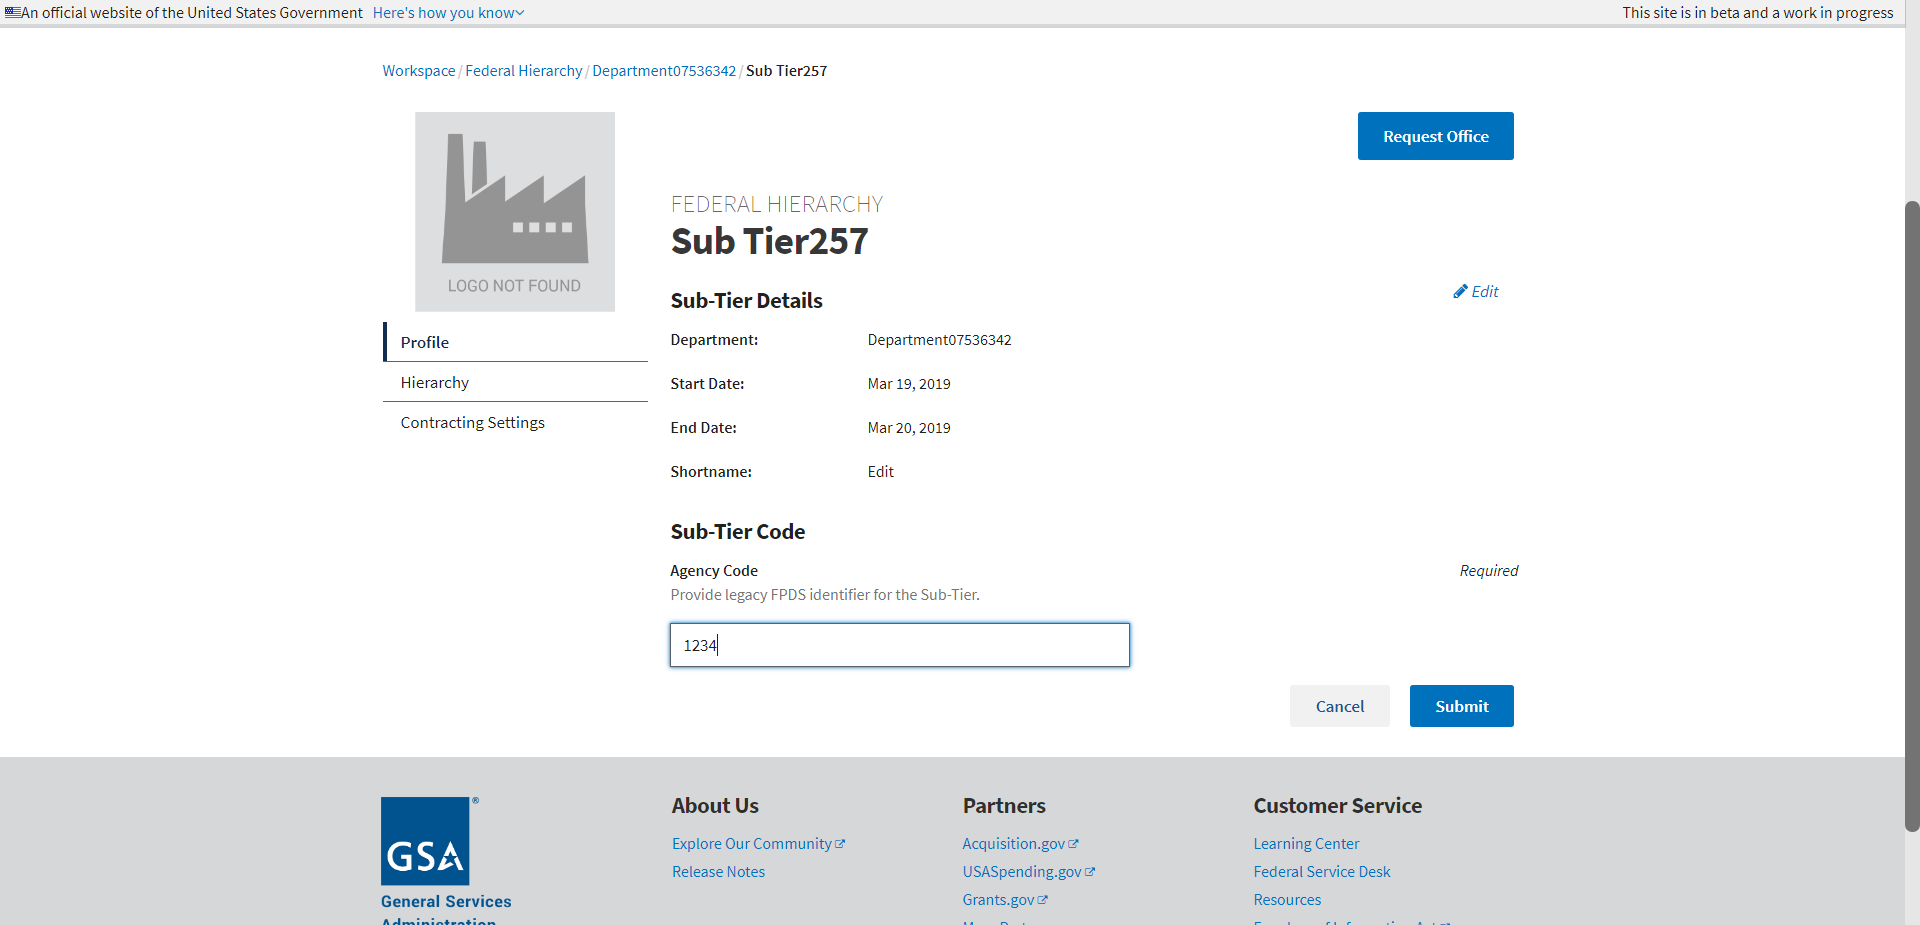 An official website of the United States Government Here's how you know
This site is in beta and a work in progress
Workspace / Federal Hierarchy / Department07536342 / Sub Tier257
LOGO NOT FOUND
Request Office
FEDERAL HIERARCHY
Sub Tier257
Profile
Hierarchy
Contracting Settings
Sub-Tier Details
Edit
Department: Department07536342
Start Date: Mar 19, 2019
End Date: Mar 20, 2019
Shortname: Edit
Sub-Tier Code
Agency Code Required
Provide legacy FPDS identifier for the Sub-Tier.
1234
Cancel Submit
GSA®
General Services
Administration
About Us
Explore Our Community
Release Notes
Partners
Acquisition.gov
USASpending.gov
Grants.gov
Customer Service
Learning Center
Federal Service Desk
Resources